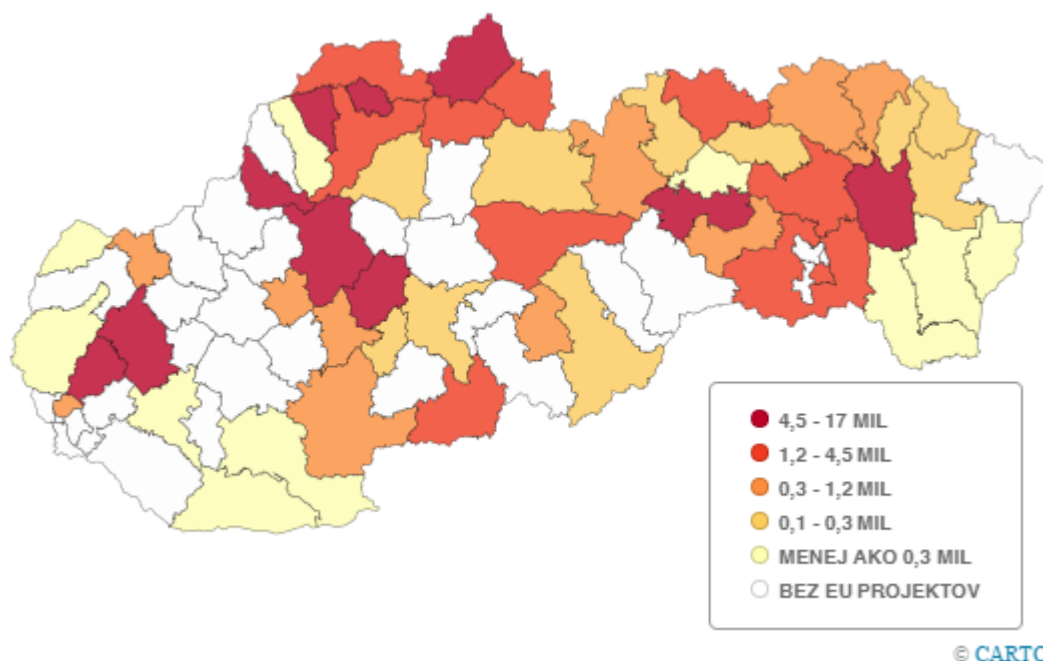 4,5 - 17 MIL
1,2 - 4,5 MIL
0,3 - 1,2 MIL
0,1 - 0,3 MIL
MENEJ AKO 0,3 MIL
BEZ EU PROJEKTOV
© CARTO